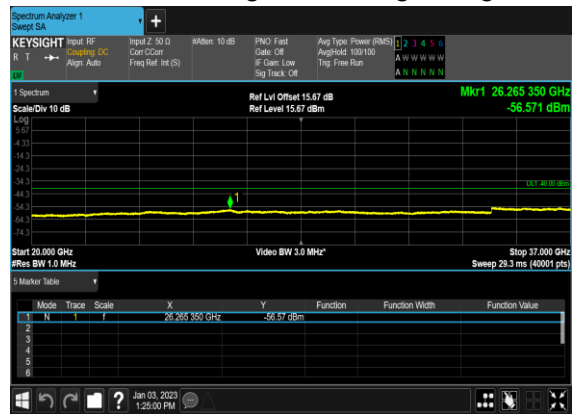 Spectrum Analyzer 1
Swept SA
KEYSIGHT Input: RF Input Z: 50 Ω #Atten: 10 dB PNO: Fast Avg Type: Power (RMS) 1 2 3 4 5 6
R T Coupling: DC Corr CCorr Gate: Off Avg|Hold: 100/100 A W W W W W
Align: Auto Freq Ref: Int (S) IF Gain: Low Trig: Free Run
LXI Sig Track: Off A N N N N N
1 Spectrum Ref Lvl Offset 15.67 dB Mkr1 26.265 350 GHz
Scale/Div 10 dB Ref Level 15.67 dBm -56.571 dBm
Log
5.67
-4.33
-14.3
-24.3
-34.3
DL1 -40.00 dBm
-44.3
1
-54.3
-64.3
-74.3
Start 20.000 GHz Video BW 3.0 MHz* Stop 37.000 GHz
#Res BW 1.0 MHz Sweep 29.3 ms (40001 pts)
5 Marker Table
Mode Trace Scale X Y Function Function Width Function Value
1 N 1 f 26.265 350 GHz -56.57 dBm
2
3
4
5
6
? Jan 03, 2023
1:25:00 PM